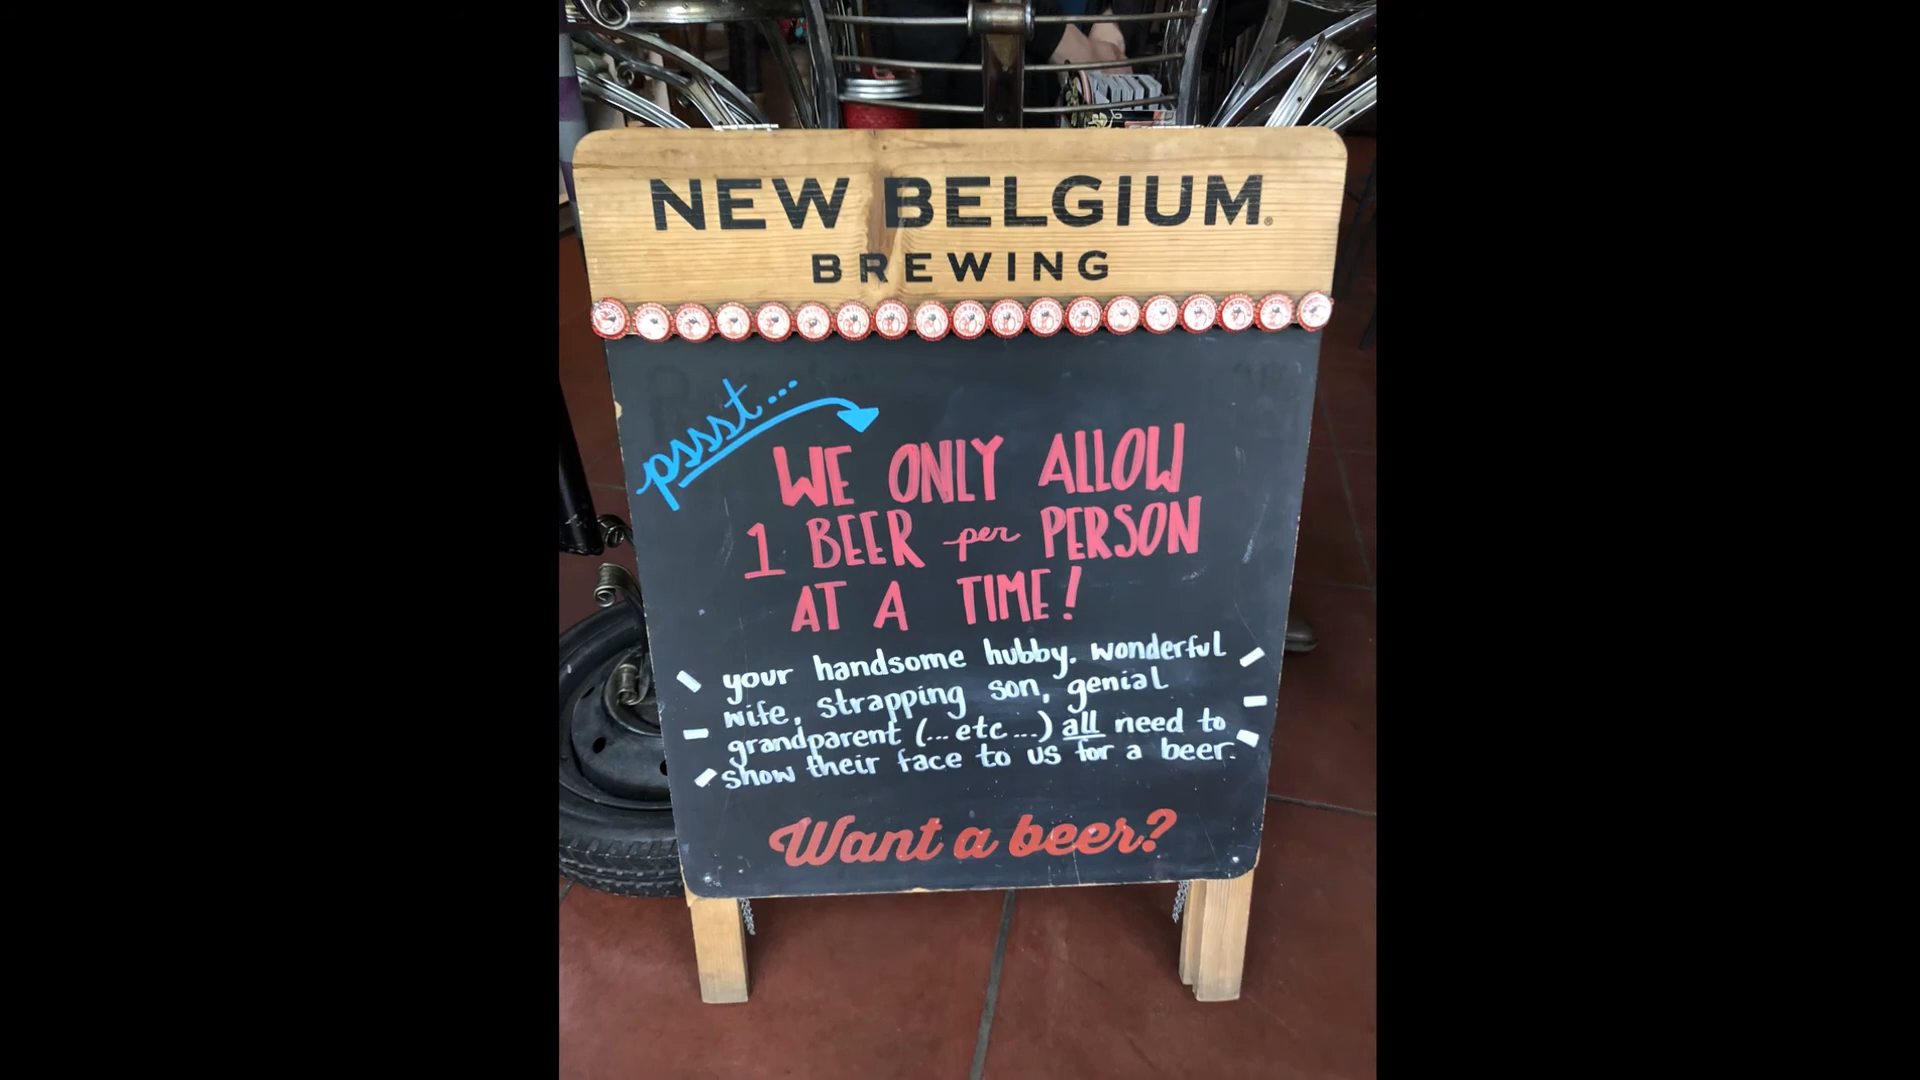 NEW BELGIUM®
BREWING
pssst...
WE ONLY ALLOW
1 BEER per PERSON
AT A TIME!
your handsome hubby. wonderful
wife, strapping son, genial
grandparent (...etc...) all need to
show their face to us for a beer.
Want a beer?